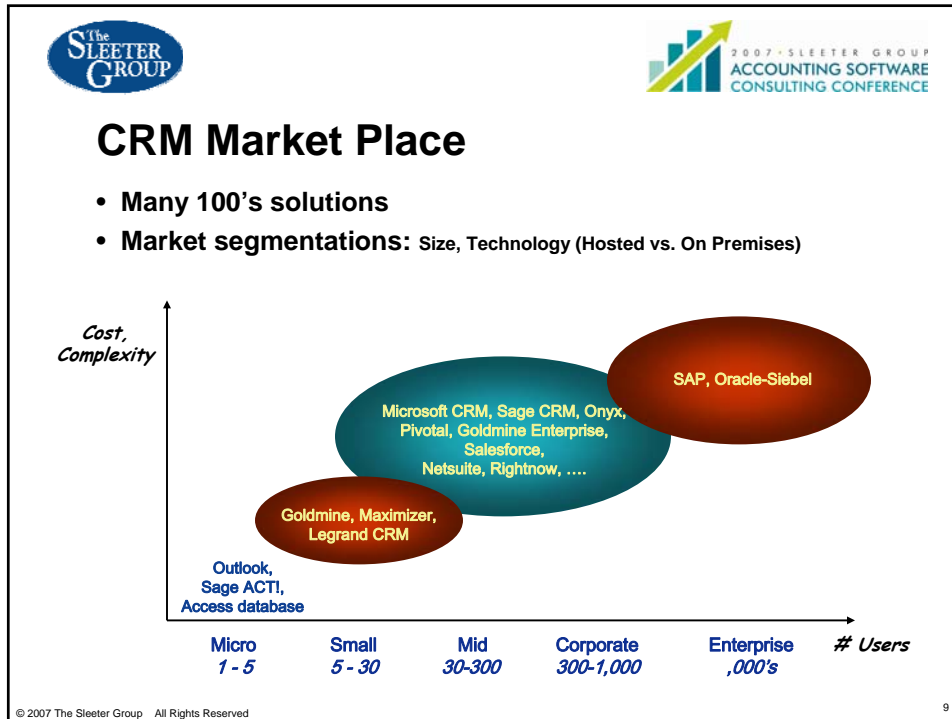 The
SLEETER
GROUP
2007 • SLEETER GROUP
ACCOUNTING SOFTWARE
CONSULTING CONFERENCE
CRM Market Place
• Many 100's solutions
• Market segmentations: Size, Technology (Hosted vs. On Premises)
Cost,
Complexity
SAP, Oracle-Siebel
Microsoft CRM, Sage CRM, Onyx,
Pivotal, Goldmine Enterprise,
Salesforce,
Netsuite, Rightnow, ....
Goldmine, Maximizer,
Legrand CRM
Outlook,
Sage ACT!,
Access database
Micro Small Mid Corporate Enterprise # Users
1 - 5 5 - 30 30-300 300-1,000 ,000's
© 2007 The Sleeter Group All Rights Reserved
9